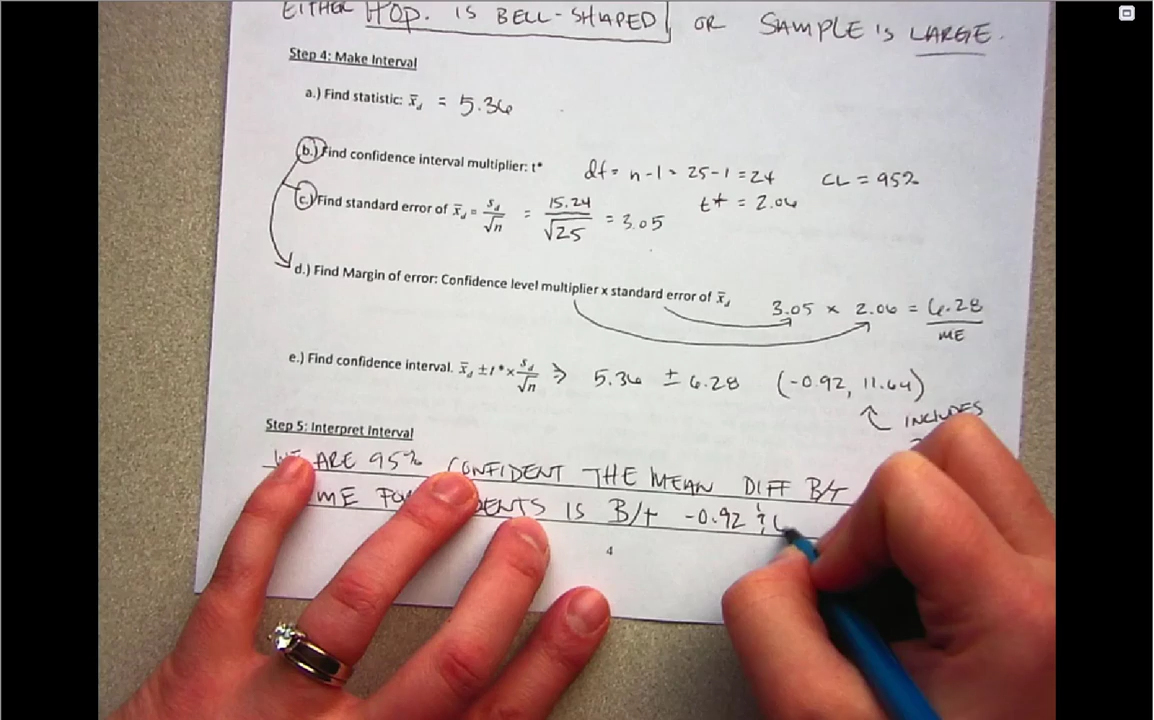 EITHER POP. IS BELL-SHAPED OR SAMPLE IS LARGE.
Step 4: Make Interval
a.) Find statistic: x̄d = 5.36
b.) Find confidence interval multiplier: t* df = n-1 = 25-1 = 24 CL = 95%
t* = 2.06
c.) Find standard error of x̄d = sd/√n = 15.24/√25 = 3.05
d.) Find Margin of error: Confidence level multiplier x standard error of x̄d 3.05 × 2.06 = 6.28
ME
e.) Find confidence interval. x̄d ± t* × sd/√n ⇒ 5.36 ± 6.28 (-0.92, 11.64)
INCLUDES
Step 5: Interpret Interval
WE ARE 95% CONFIDENT THE MEAN DIFF B/t
IS B/t -0.92 &
4